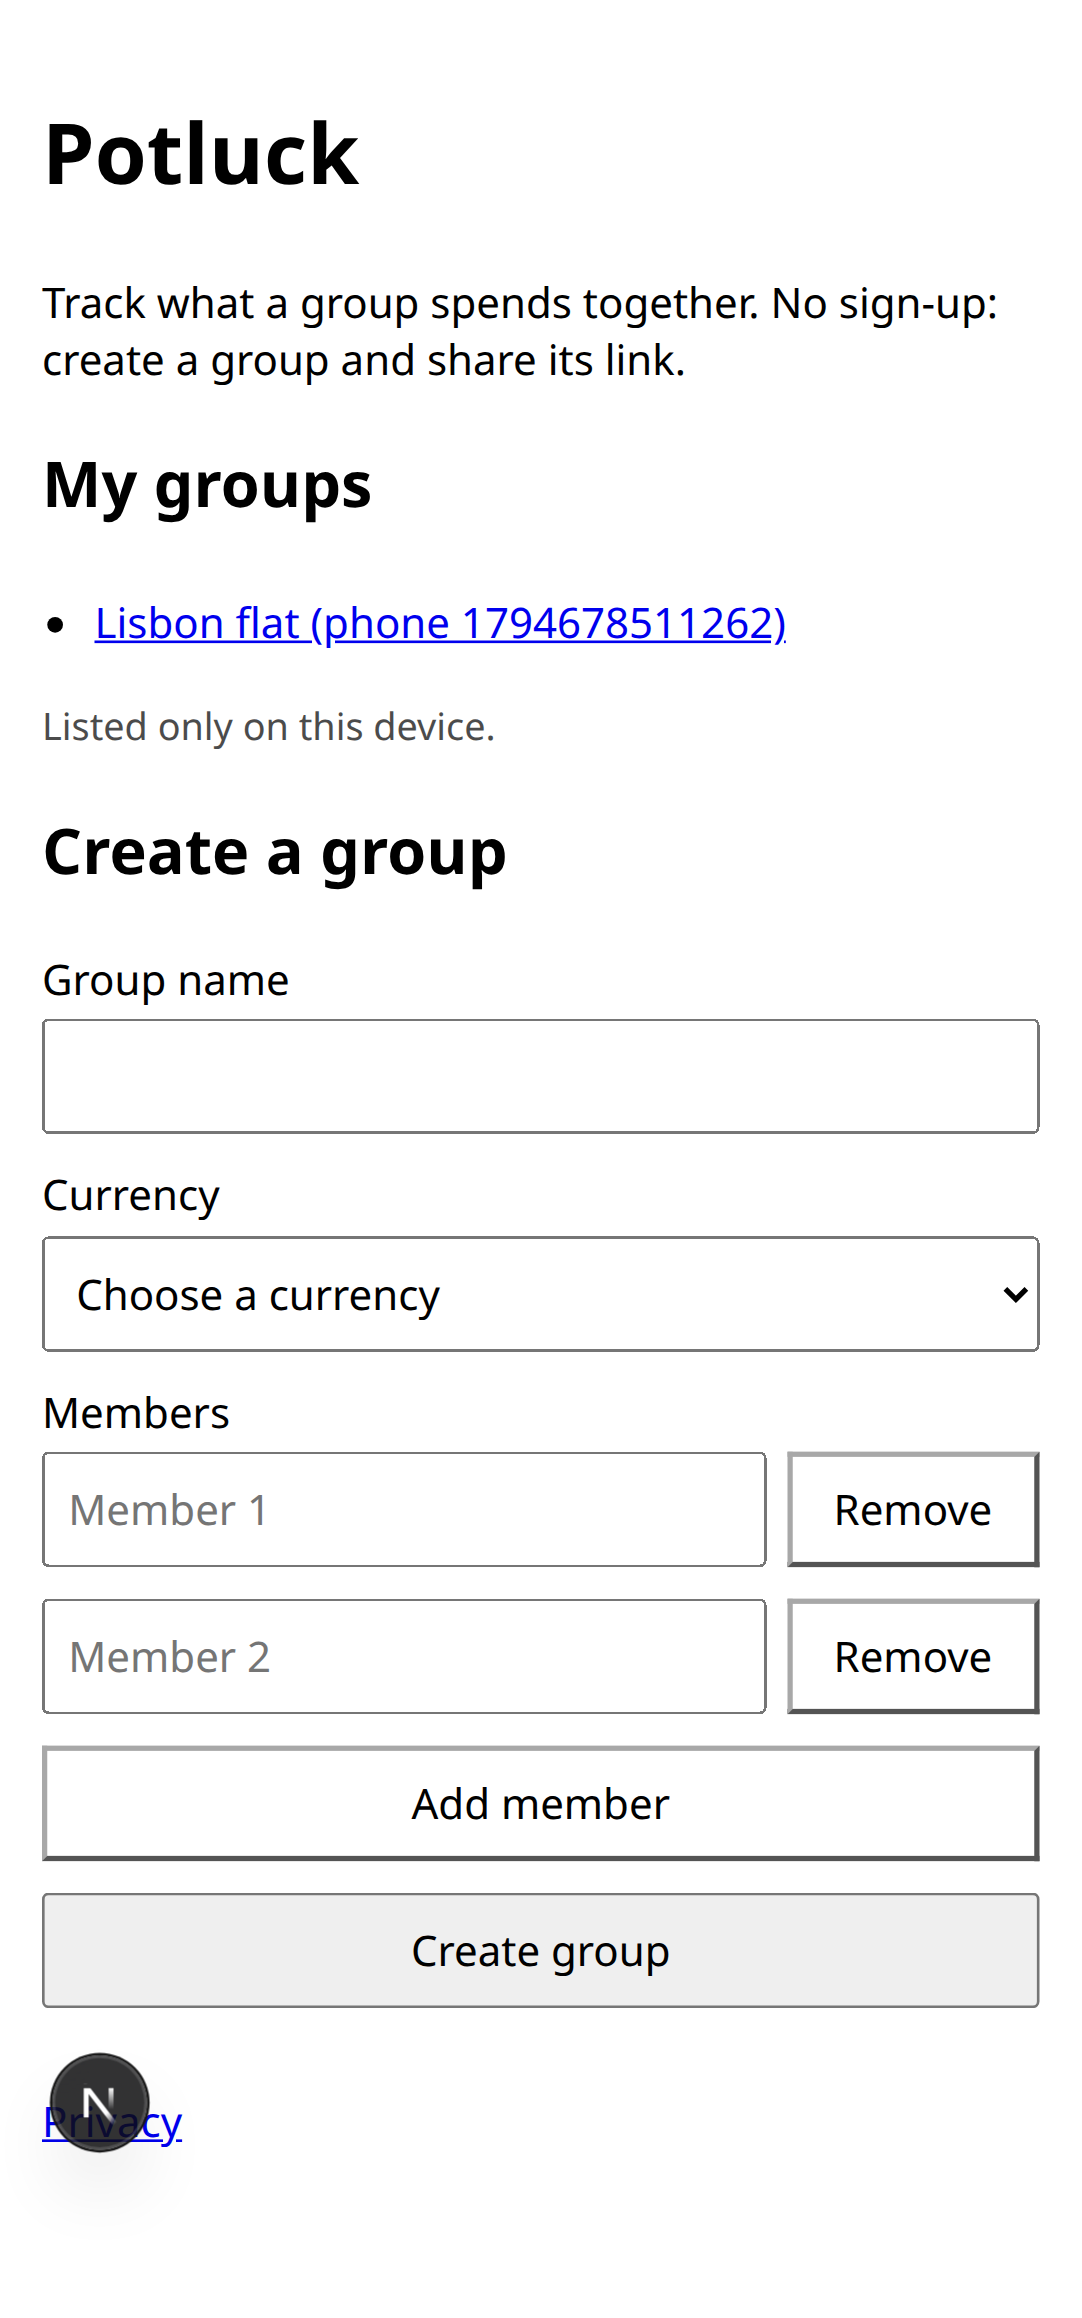 Potluck
Track what a group spends together. No sign-up:
create a group and share its link.
My groups
Lisbon flat (phone 1794678511262)
Listed only on this device.
Create a group
Group name
Currency
Choose a currency
Members
Member 1
Remove
Member 2
Remove
Add member
Create group
N
Privacy